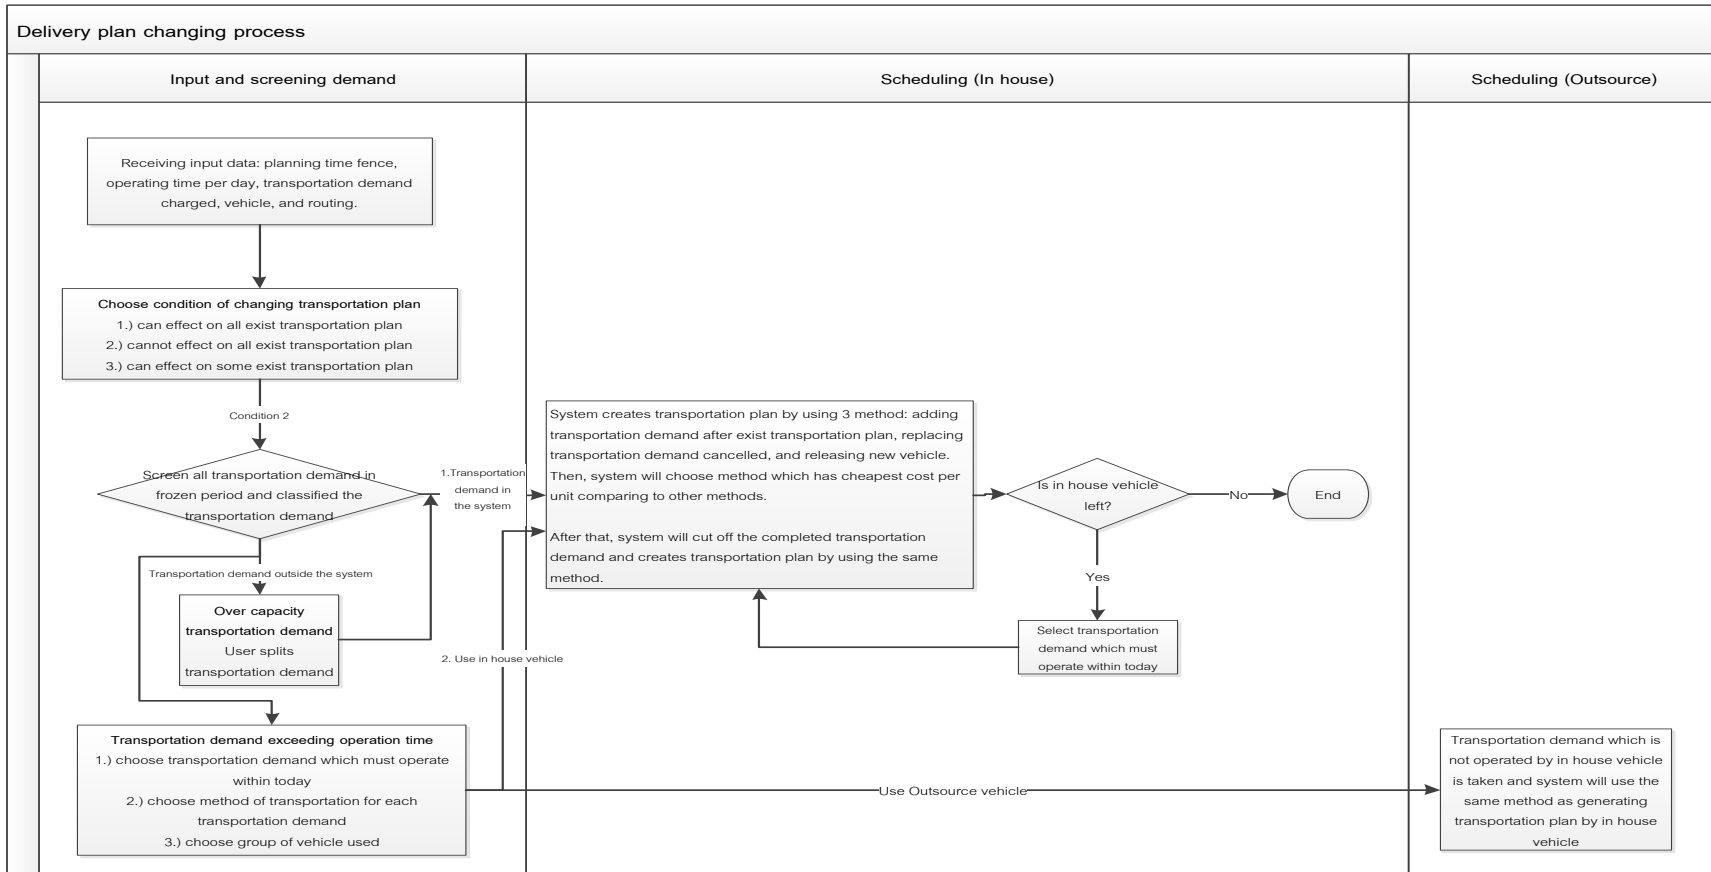 Delivery plan changing process
Input and screening demand
Scheduling (In house)
Scheduling (Outsource)
Receiving input data: planning time fence,
operating time per day, transportation demand
charged, vehicle, and routing.
Choose condition of changing transportation plan
1.) can effect on all exist transportation plan
2.) cannot effect on all exist transportation plan
3.) can effect on some exist transportation plan
Condition 2
Screen all transportation demand in
frozen period and classified the
transportation demand
1.Transportation
demand in
the system
Transportation demand outside the system
Over capacity
transportation demand
User splits
transportation demand
2. Use in house vehicle
Transportation demand exceeding operation time
1.) choose transportation demand which must operate
within today
2.) choose method of transportation for each
transportation demand
3.) choose group of vehicle used
System creates transportation plan by using 3 method: adding
transportation demand after exist transportation plan, replacing
transportation demand cancelled, and releasing new vehicle.
Then, system will choose method which has cheapest cost per
unit comparing to other methods.
After that, system will cut off the completed transportation
demand and creates transportation plan by using the same
method.
Is in house vehicle
left?
No
End
Yes
Select transportation
demand which must
operate within today
Use Outsource vehicle
Transportation demand which is
not operated by in house vehicle
is taken and system will use the
same method as generating
transportation plan by in house
vehicle